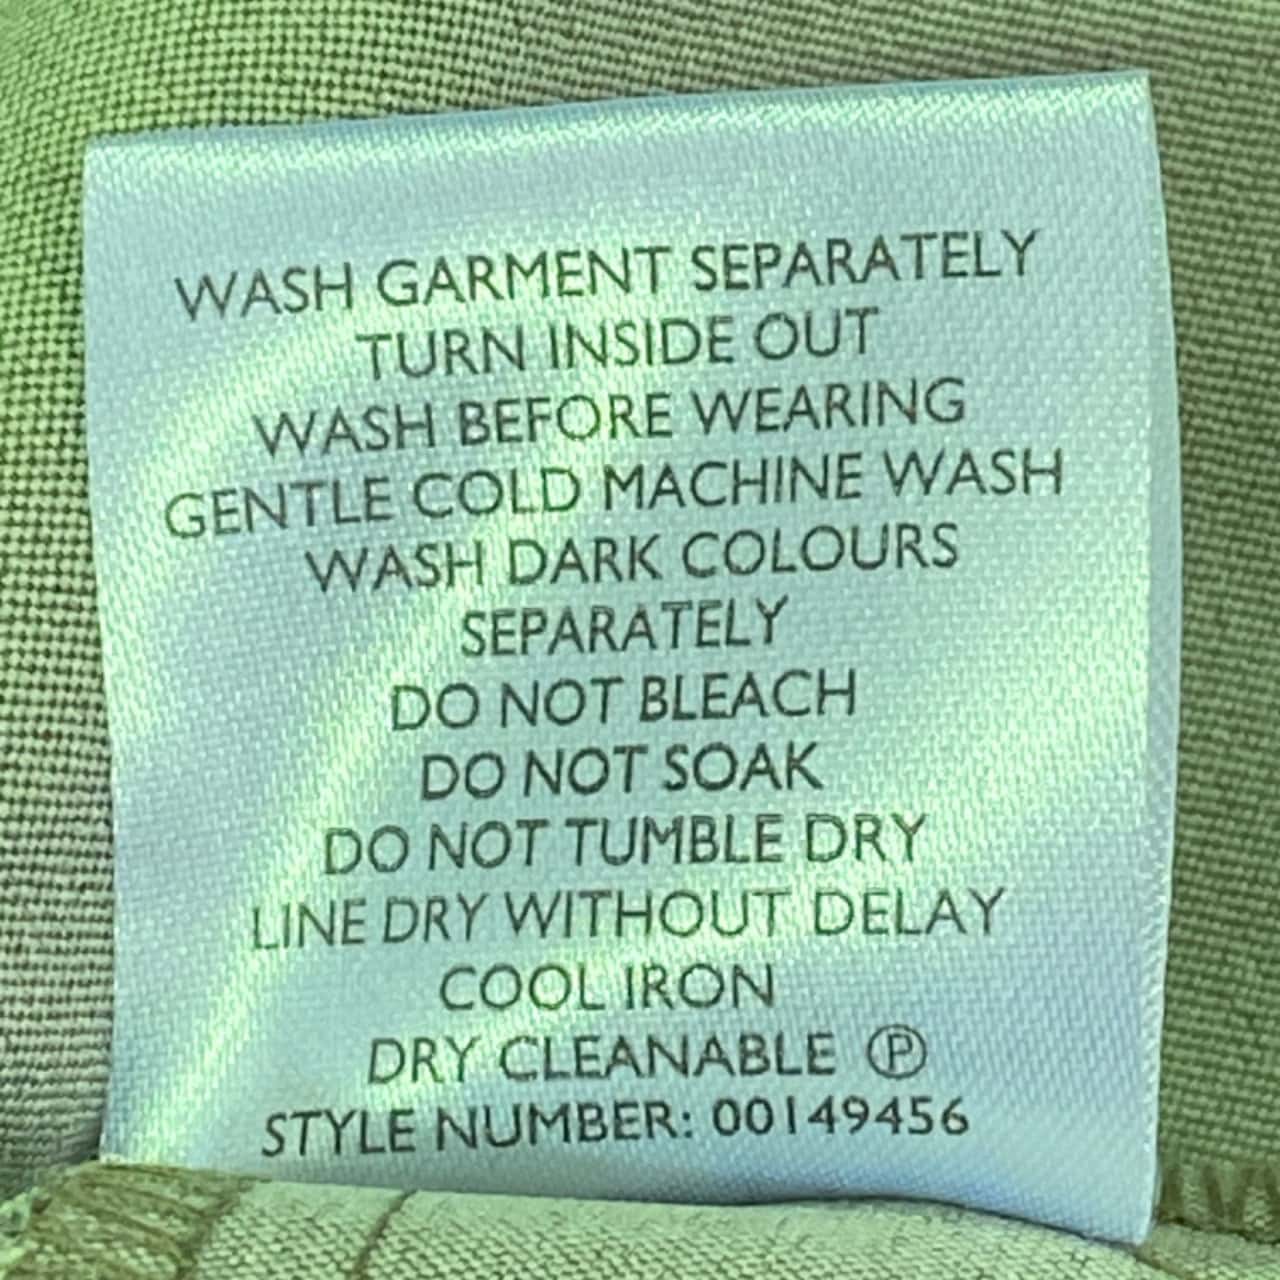 WASH GARMENT SEPARATELY
TURN INSIDE OUT
WASH BEFORE WEARING
GENTLE COLD MACHINE WASH
WASH DARK COLOURS
SEPARATELY
DO NOT BLEACH
DO NOT SOAK
DO NOT TUMBLE DRY
LINE DRY WITHOUT DELAY
COOL IRON
DRY CLEANABLE Ⓟ
STYLE NUMBER: 00149456